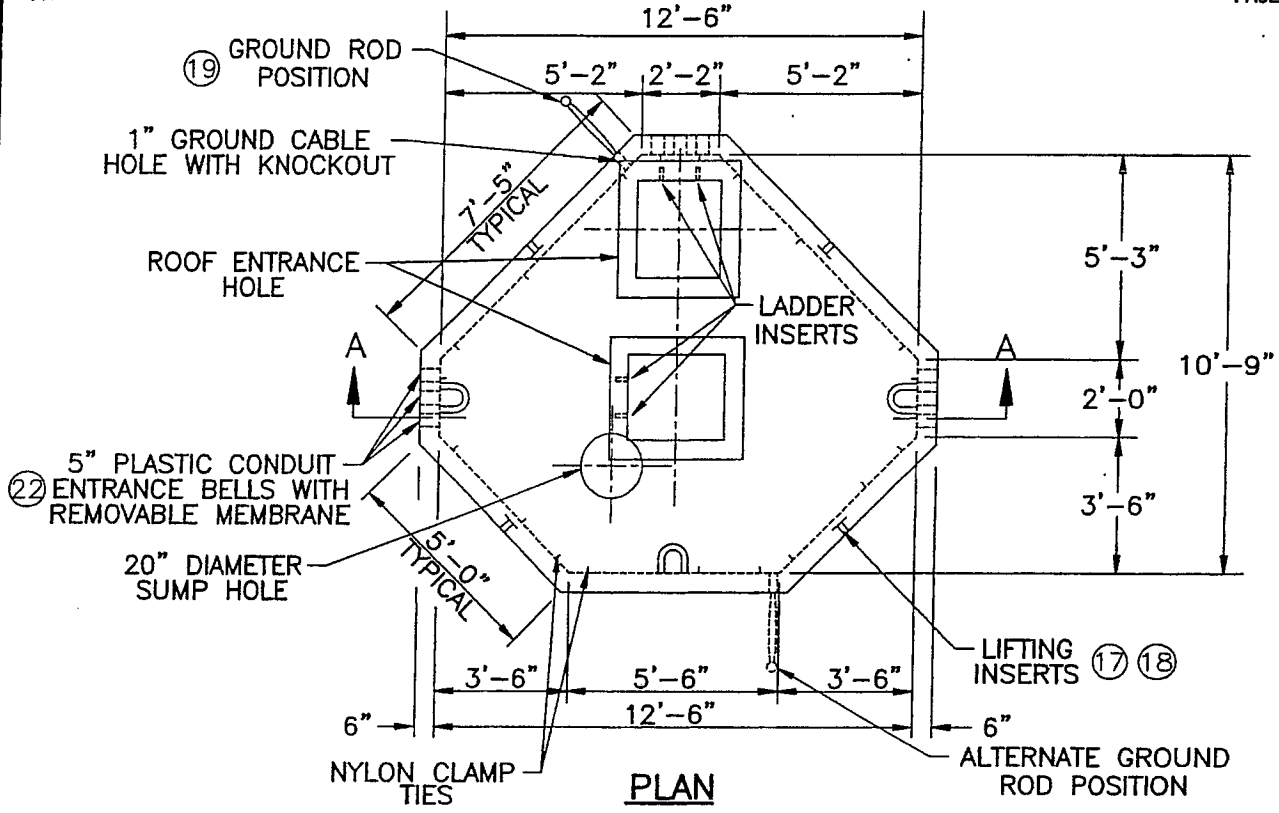 12'-6"
GROUND ROD
POSITION
19
5'-2" 2'-2" 5'-2"
1" GROUND CABLE
HOLE WITH KNOCKOUT
7'-5"
TYPICAL
ROOF ENTRANCE
HOLE
5'-3"
LADDER
INSERTS
A A
10'-9"
2'-0"
5" PLASTIC CONDUIT
22 ENTRANCE BELLS WITH
REMOVABLE MEMBRANE
3'-6"
5'-0"
TYPICAL
20" DIAMETER
SUMP HOLE
LIFTING
INSERTS 17 18
3'-6" 5'-6" 3'-6"
6" 12'-6" 6"
NYLON CLAMP
TIES
PLAN
ALTERNATE GROUND
ROD POSITION